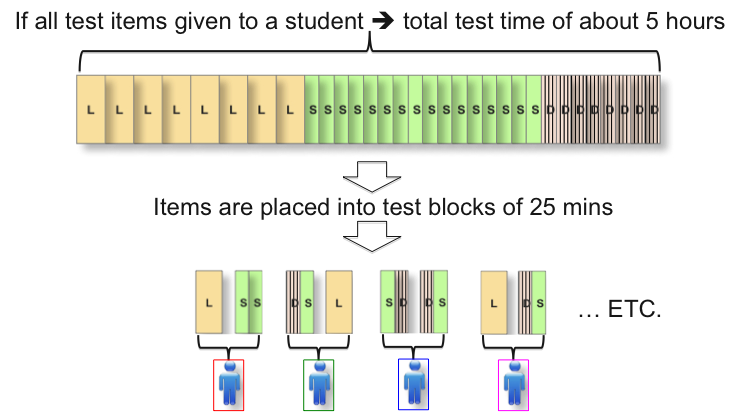 If all test items given to a student ➔ total test time of about 5 hours
L L L L L L L L S S S S S S S S S S S S S S S S D D D D D D D D
Items are placed into test blocks of 25 mins
L S S D S L S D D S L D S ... ETC.